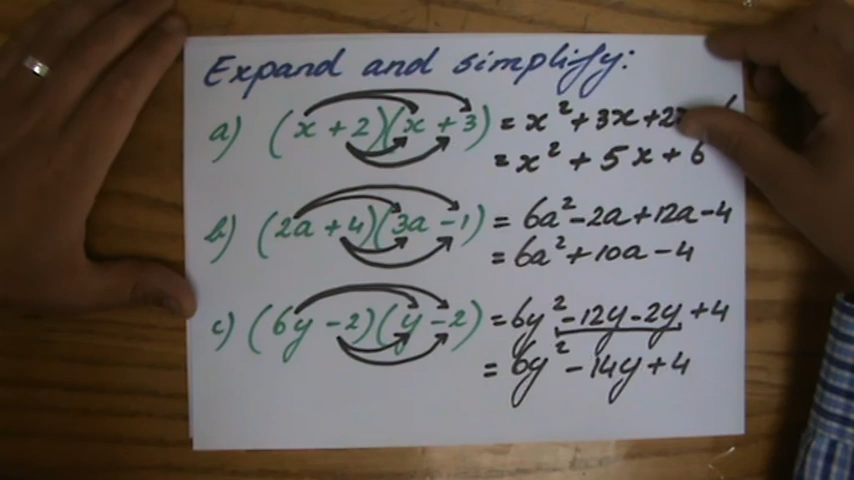 Expand and simplify:
a) (x + 2)(x + 3) = x² + 3x + 2
= x² + 5x + 6
b) (2a + 4)(3a - 1) = 6a² - 2a + 12a - 4
= 6a² + 10a - 4
c) (6y - 2)(y - 2) = 6y² - 12y - 2y + 4
= 6y² - 14y + 4